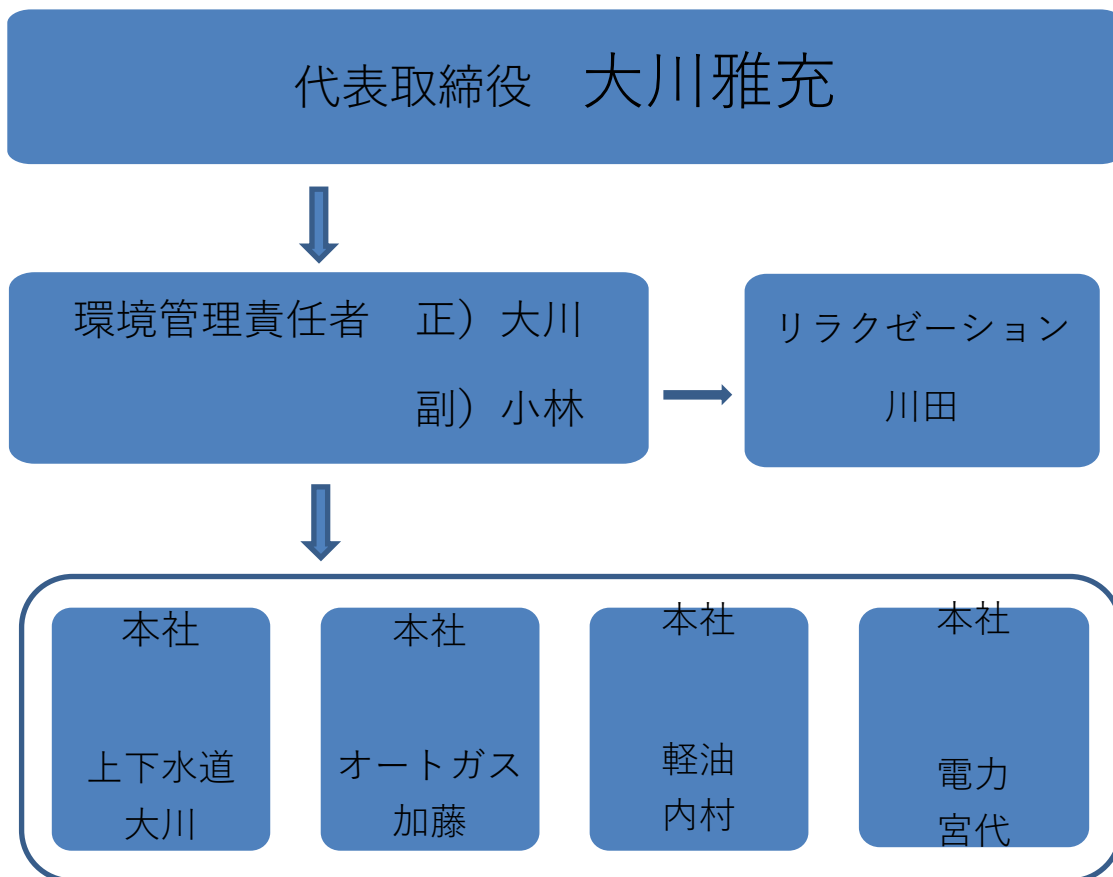 代表取締役　大川雅充
環境管理責任者　正）大川
副）小林
リラクゼーション
川田
本社
上下水道
大川
本社
オートガス
加藤
本社
軽油
内村
本社
電力
宮代